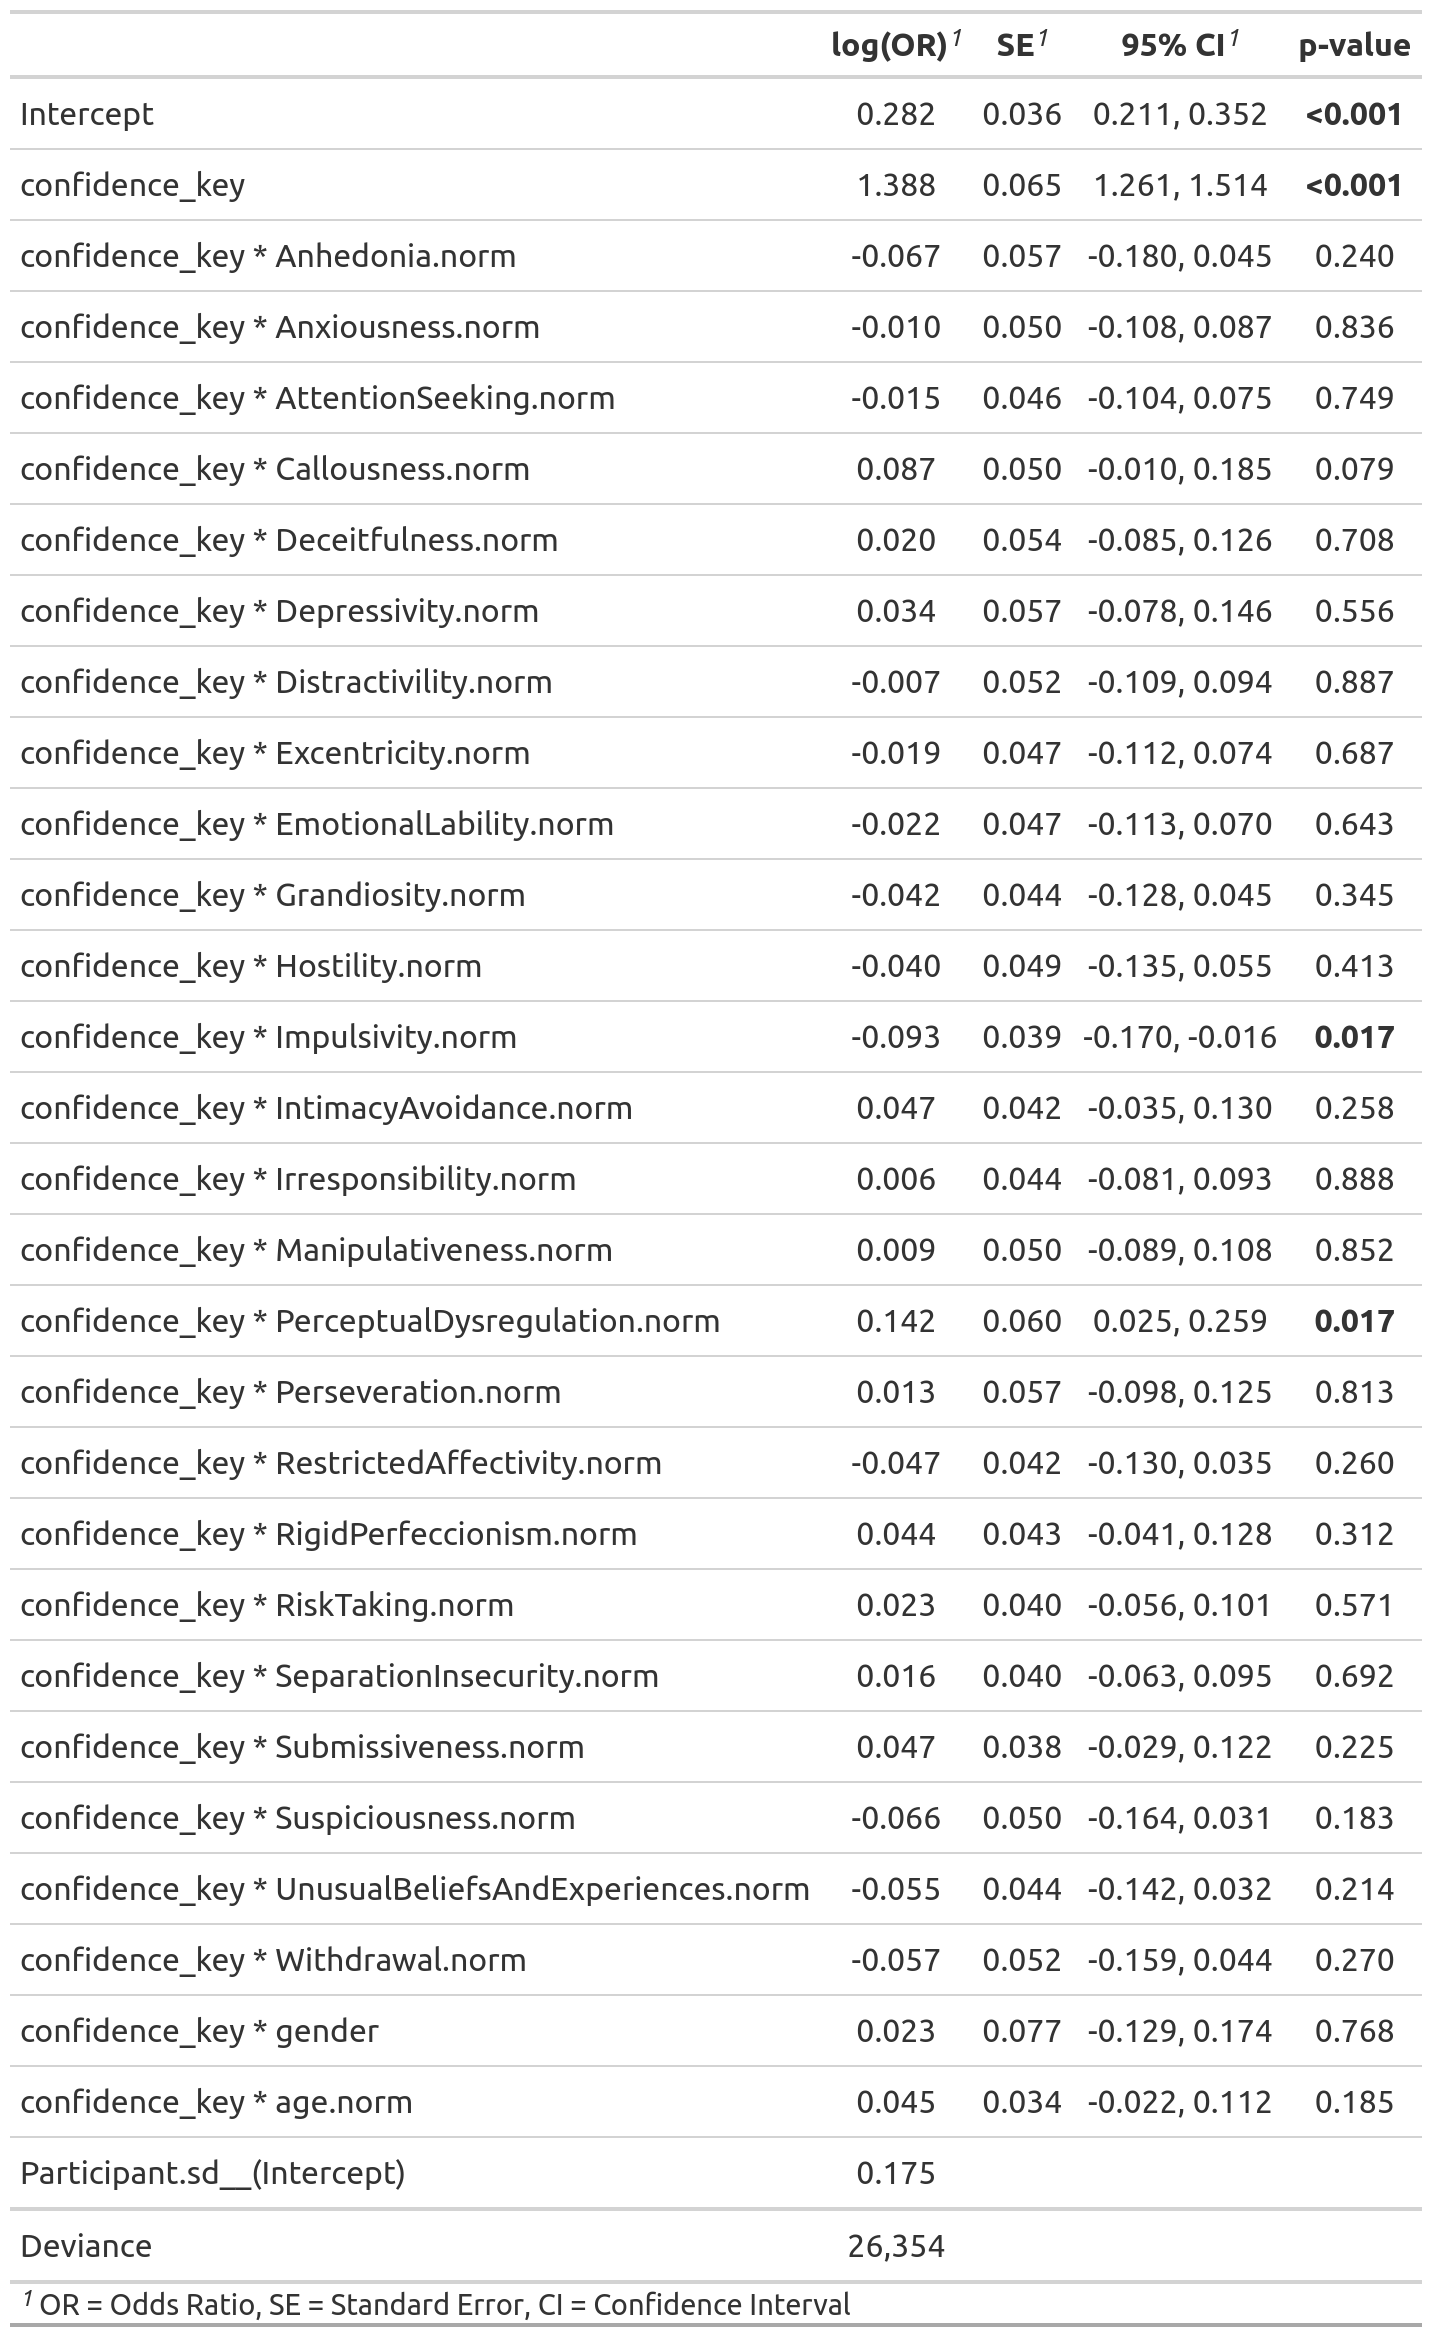 log(OR)1 SE1 95% CI1 p-value
Intercept 0.282 0.036 0.211, 0.352 <0.001
confidence_key 1.388 0.065 1.261, 1.514 <0.001
confidence_key * Anhedonia.norm -0.067 0.057 -0.180, 0.045 0.240
confidence_key * Anxiousness.norm -0.010 0.050 -0.108, 0.087 0.836
confidence_key * AttentionSeeking.norm -0.015 0.046 -0.104, 0.075 0.749
confidence_key * Callousness.norm 0.087 0.050 -0.010, 0.185 0.079
confidence_key * Deceitfulness.norm 0.020 0.054 -0.085, 0.126 0.708
confidence_key * Depressivity.norm 0.034 0.057 -0.078, 0.146 0.556
confidence_key * Distractivility.norm -0.007 0.052 -0.109, 0.094 0.887
confidence_key * Excentricity.norm -0.019 0.047 -0.112, 0.074 0.687
confidence_key * EmotionalLability.norm -0.022 0.047 -0.113, 0.070 0.643
confidence_key * Grandiosity.norm -0.042 0.044 -0.128, 0.045 0.345
confidence_key * Hostility.norm -0.040 0.049 -0.135, 0.055 0.413
confidence_key * Impulsivity.norm -0.093 0.039 -0.170, -0.016 0.017
confidence_key * IntimacyAvoidance.norm 0.047 0.042 -0.035, 0.130 0.258
confidence_key * Irresponsibility.norm 0.006 0.044 -0.081, 0.093 0.888
confidence_key * Manipulativeness.norm 0.009 0.050 -0.089, 0.108 0.852
confidence_key * PerceptualDysregulation.norm 0.142 0.060 0.025, 0.259 0.017
confidence_key * Perseveration.norm 0.013 0.057 -0.098, 0.125 0.813
confidence_key * RestrictedAffectivity.norm -0.047 0.042 -0.130, 0.035 0.260
confidence_key * RigidPerfeccionism.norm 0.044 0.043 -0.041, 0.128 0.312
confidence_key * RiskTaking.norm 0.023 0.040 -0.056, 0.101 0.571
confidence_key * SeparationInsecurity.norm 0.016 0.040 -0.063, 0.095 0.692
confidence_key * Submissiveness.norm 0.047 0.038 -0.029, 0.122 0.225
confidence_key * Suspiciousness.norm -0.066 0.050 -0.164, 0.031 0.183
confidence_key * UnusualBeliefsAndExperiences.norm -0.055 0.044 -0.142, 0.032 0.214
confidence_key * Withdrawal.norm -0.057 0.052 -0.159, 0.044 0.270
confidence_key * gender 0.023 0.077 -0.129, 0.174 0.768
confidence_key * age.norm 0.045 0.034 -0.022, 0.112 0.185
Participant.sd__(Intercept) 0.175
Deviance 26,354
1 OR = Odds Ratio, SE = Standard Error, CI = Confidence Interval